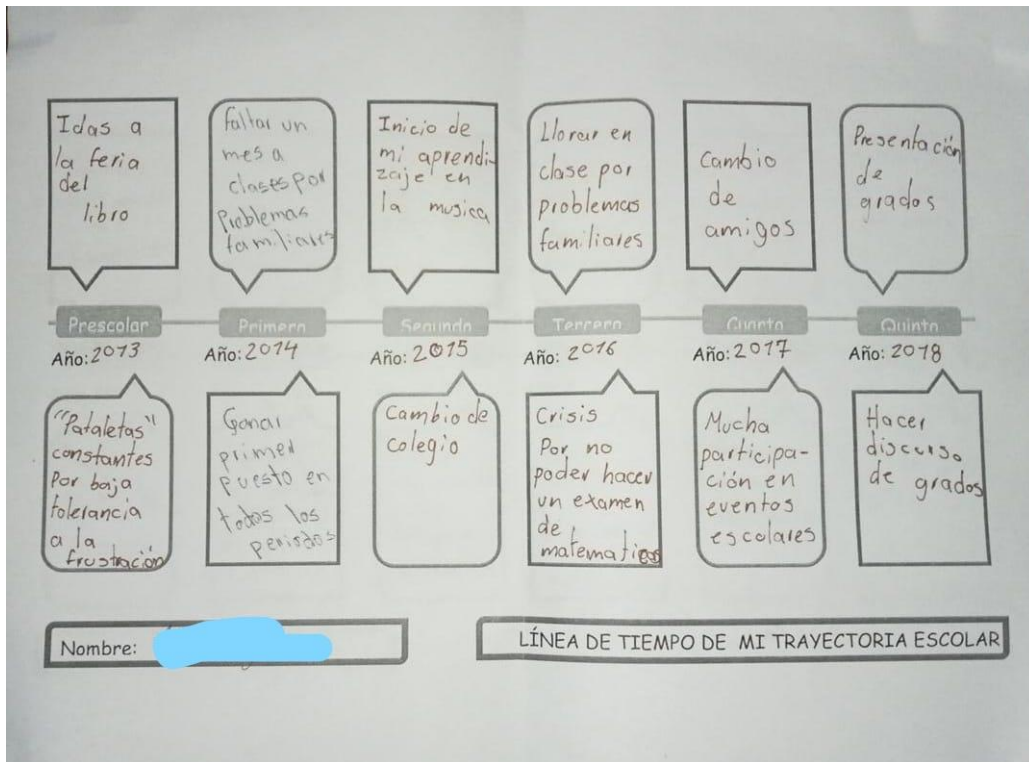 Idas a
la feria
del
libro
Faltar un
mes a
clases por
Problemas
familiares
Inicio de
mi aprendi-
zaje en
la musica
Llorar en
clase por
problemas
familiares
Cambio
de
amigos
Presentación
de
grados
Prescolar
Primero
Segundo
Tercero
Cuarto
Quinto
Año: 2013
Año: 2014
Año: 2015
Año: 2016
Año: 2017
Año: 2018
"Pataletas"
constantes
Por baja
tolerancia
a la
frustración
Ganar
primer
puesto en
todos los
periodos
Cambio de
colegio
Crisis
Por no
poder hacer
un examen
de
matematicas
Mucha
participa-
ción en
eventos
escolares
Hacer
discurso
de grados
Nombre:
LÍNEA DE TIEMPO DE MI TRAYECTORIA ESCOLAR